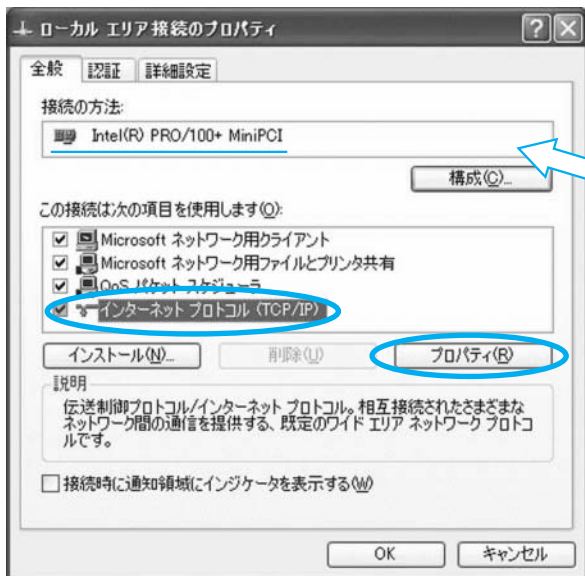 ローカル エリア接続のプロパティ
全般 認証 詳細設定
接続の方法:
Intel(R) PRO/100+ MiniPCI
構成(C)...
この接続は次の項目を使用します(O):
Microsoft ネットワーク用クライアント
Microsoft ネットワーク用ファイルとプリンタ共有
QoS パケット スケジューラ
インターネット プロトコル (TCP/IP)
インストール(N)... 削除(U) プロパティ(R)
説明
伝送制御プロトコル/インターネット プロトコル。相互接続されたさまざまな
ネットワーク間の通信を提供する、既定のワイド エリア ネットワーク プロトコ
ルです。
接続時に通知領域にインジケータを表示する(W)
OK キャンセル